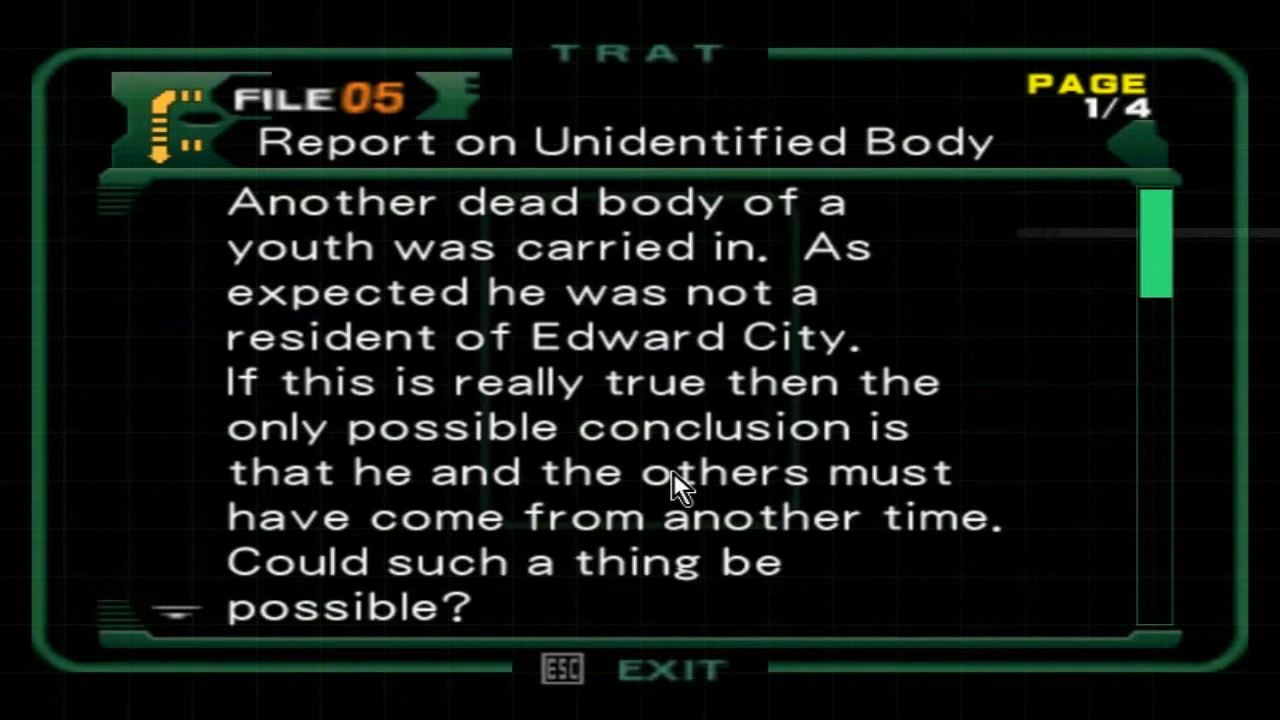 TRAT
FILE 05
PAGE
1/4
Report on Unidentified Body
Another dead body of a
youth was carried in.  As
expected he was not a
resident of Edward City.
If this is really true then the
only possible conclusion is
that he and the others must
have come from another time.
Could such a thing be
possible?
ESC EXIT